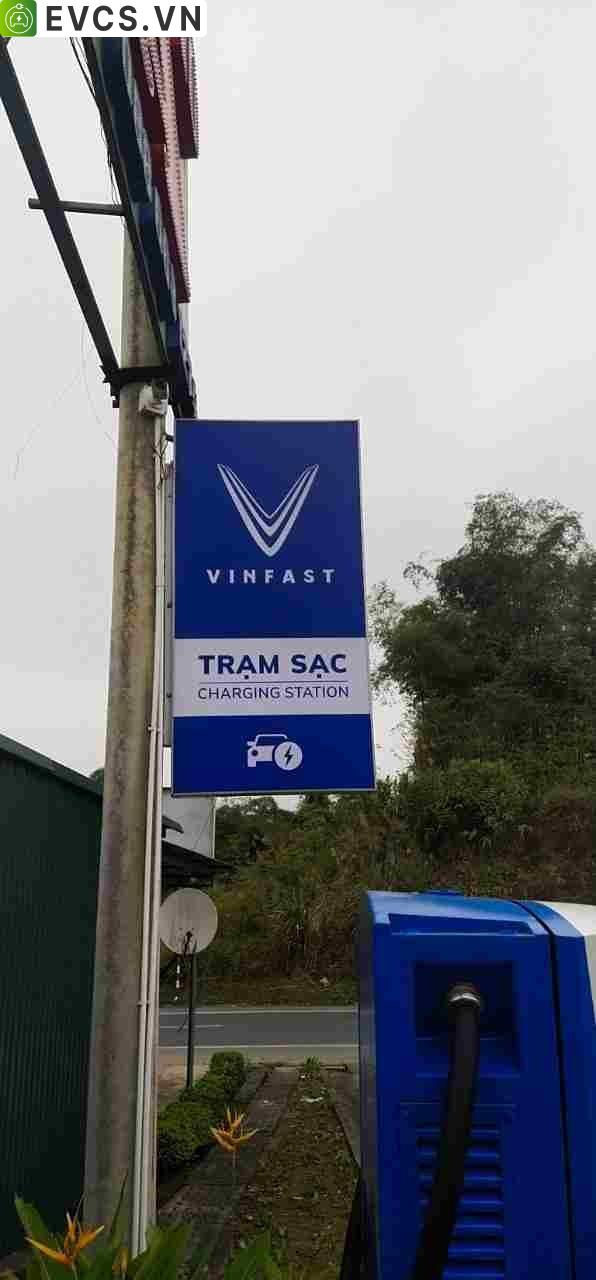 EVCS.VN
VINFAST
TRẠM SẠC
CHARGING STATION